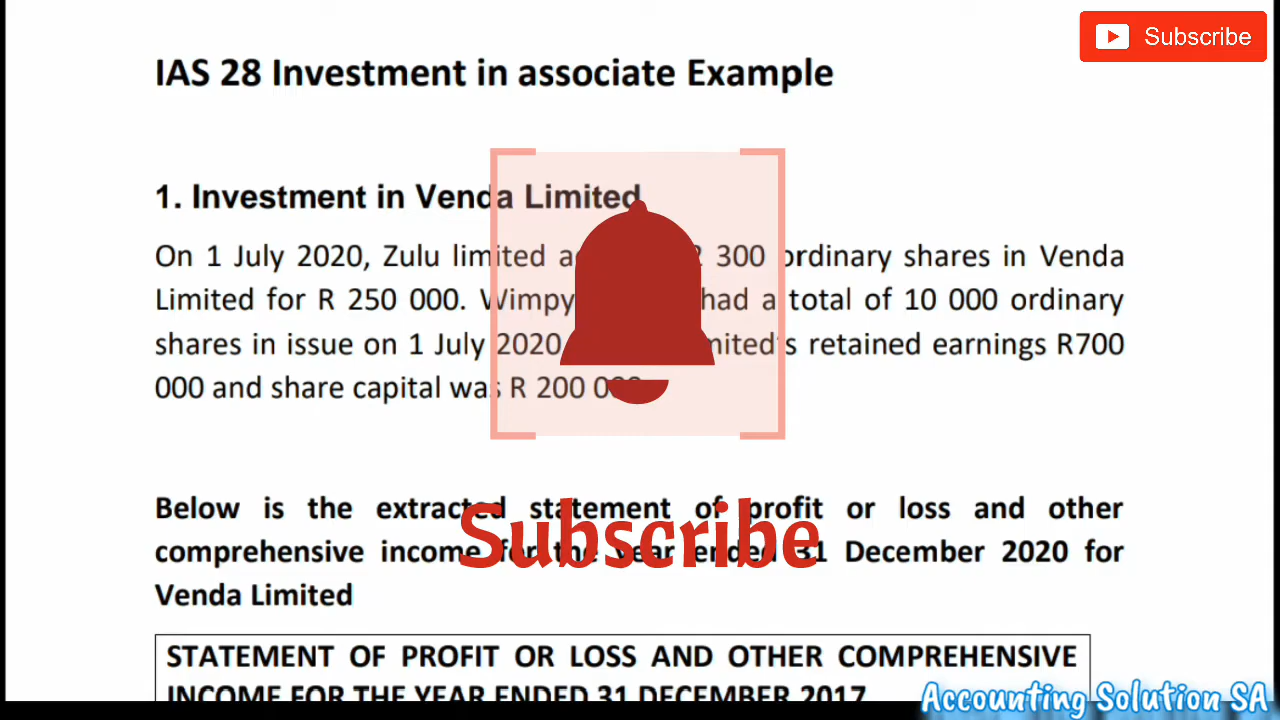 Subscribe
IAS 28 Investment in associate Example
1. Investment in Venda Limited
On 1 July 2020, Zulu limited 300 ordinary shares in Venda
Limited for R 250 000. Wimpy had a total of 10 000 ordinary
shares in issue on 1 July 2020 retained earnings R700
000 and share capital was R 200 000
Subscribe
Below is the extracted statement of profit or loss and other
comprehensive income for the year ended 31 December 2020 for
Venda Limited
STATEMENT OF PROFIT OR LOSS AND OTHER COMPREHENSIVE
INCOME FOR THE YEAR ENDED 31 DECEMBER 2017
Accounting Solution SA